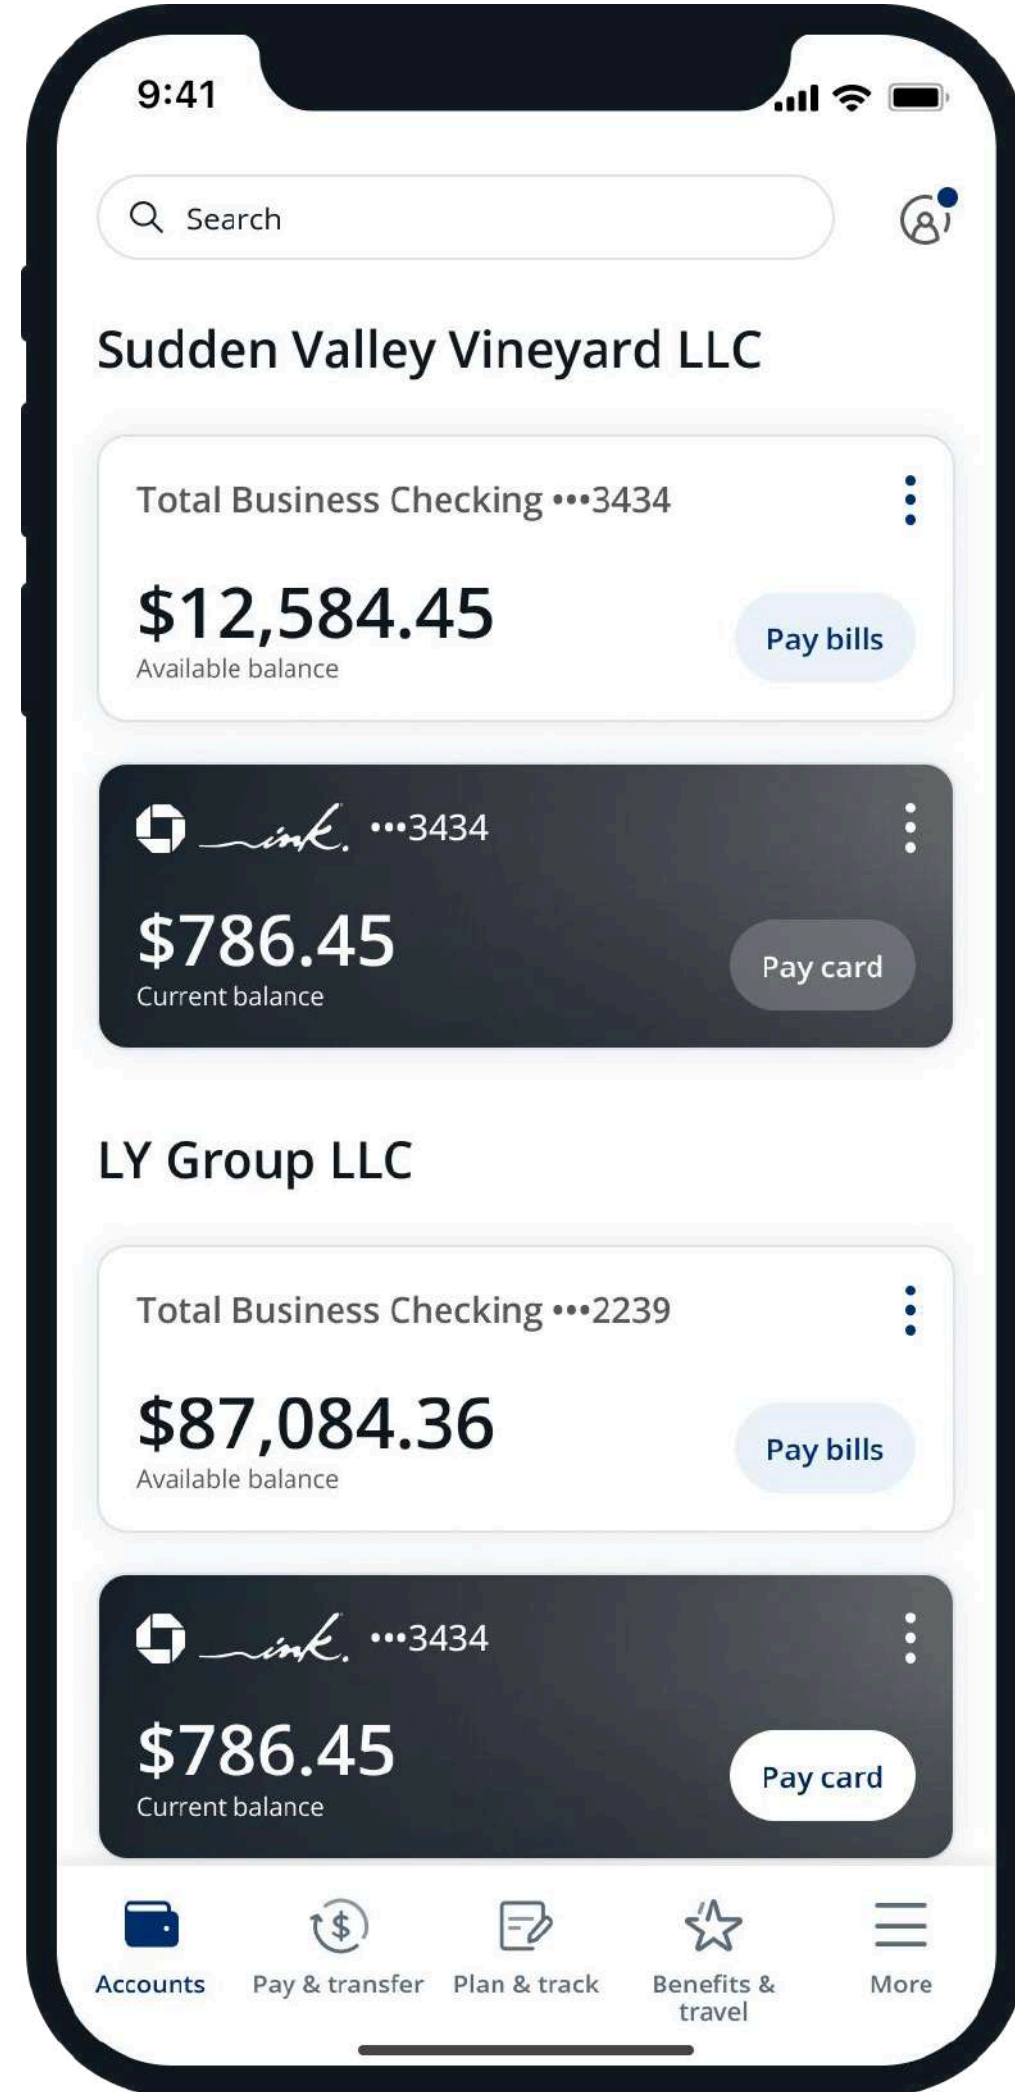 9:41
Search
Sudden Valley Vineyard LLC
Total Business Checking •••3434
$12,584.45
Available balance
Pay bills
ink. •••3434
$786.45
Current balance
Pay card
LY Group LLC
Total Business Checking •••2239
$87,084.36
Available balance
Pay bills
ink. •••3434
$786.45
Current balance
Pay card
Accounts
Pay & transfer
Plan & track
Benefits &
travel
More